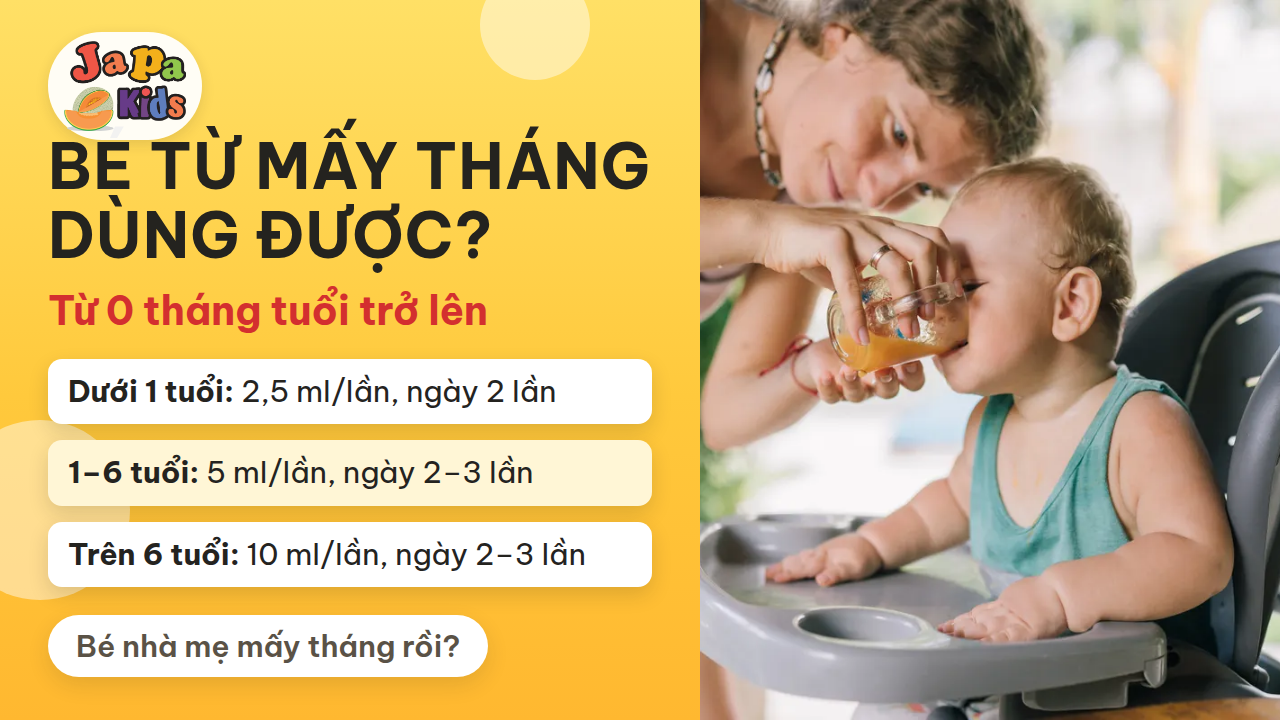 Japa
Kids
BÉ TỪ MẤY THÁNG
DÙNG ĐƯỢC?
Từ 0 tháng tuổi trở lên
Dưới 1 tuổi: 2,5 ml/lần, ngày 2 lần
1–6 tuổi: 5 ml/lần, ngày 2–3 lần
Trên 6 tuổi: 10 ml/lần, ngày 2–3 lần
Bé nhà mẹ mấy tháng rồi?